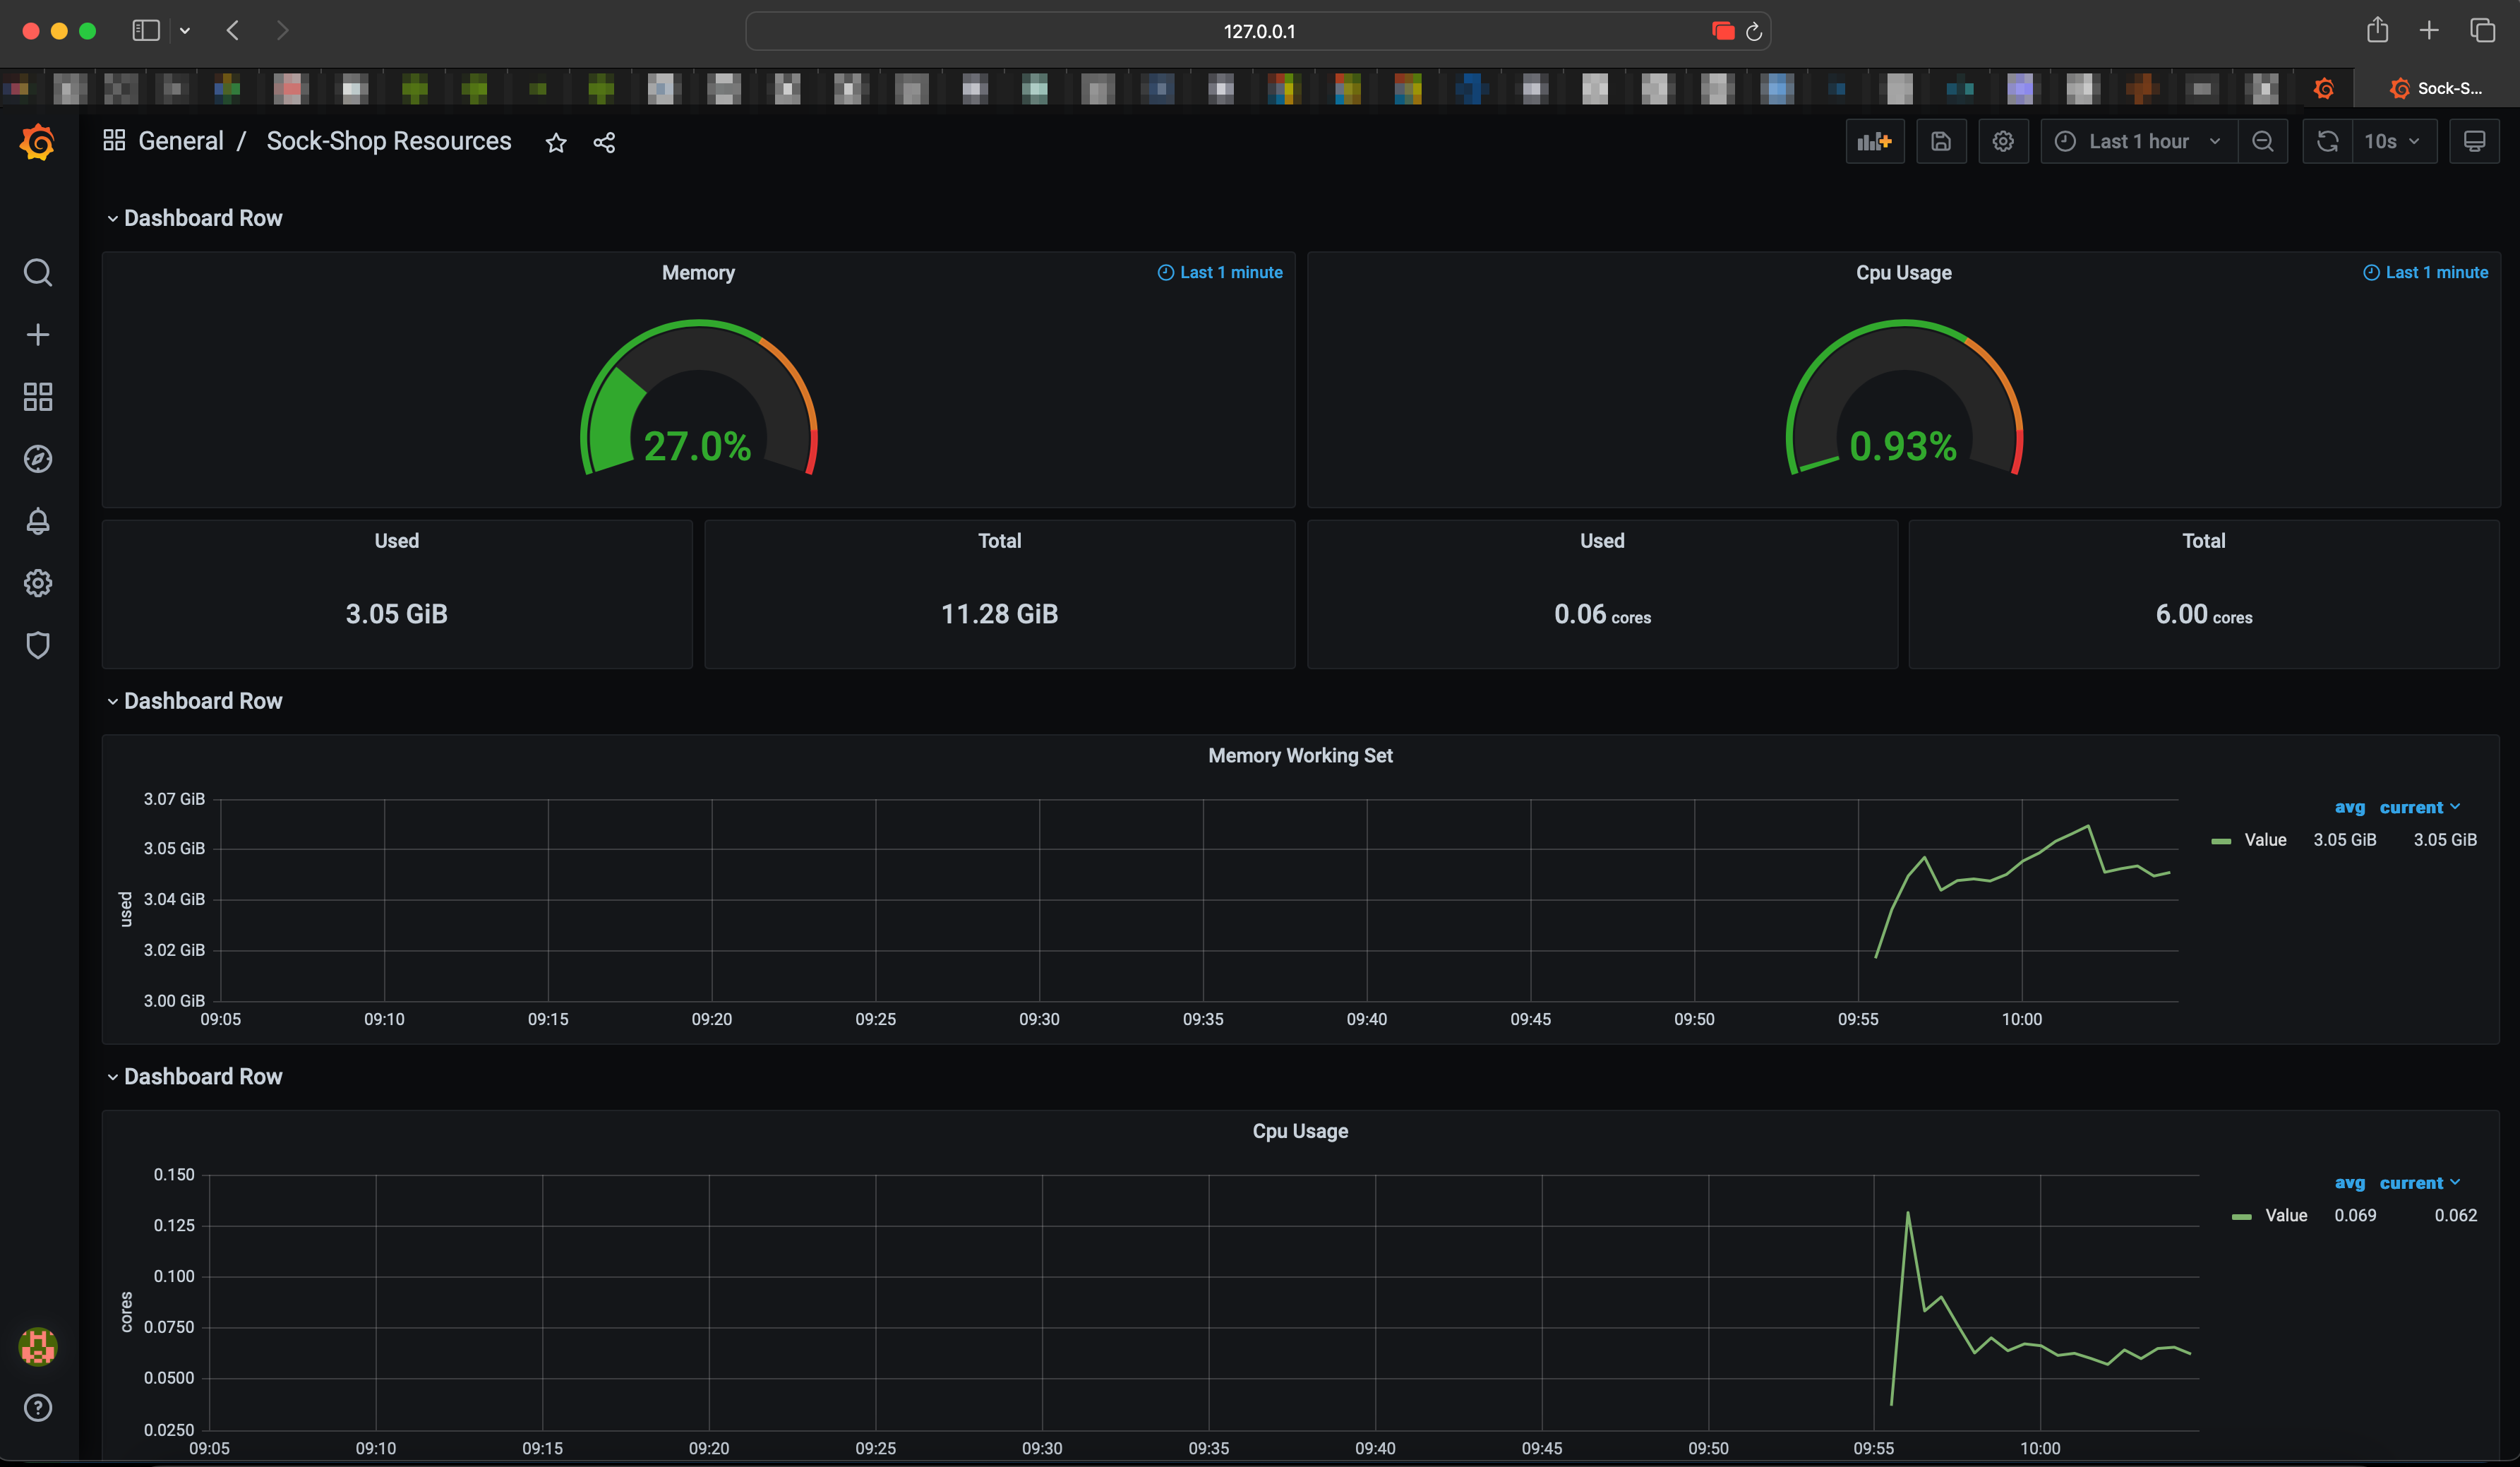 127.0.0.1
Sock-S...
General / Sock-Shop Resources
Last 1 hour
10s
Dashboard Row
Memory
Last 1 minute
27.0%
Cpu Usage
Last 1 minute
0.93%
Used
3.05 GiB
Total
11.28 GiB
Used
0.06 cores
Total
6.00 cores
Dashboard Row
Memory Working Set
used
3.07 GiB
3.05 GiB
3.04 GiB
3.02 GiB
3.00 GiB
09:05 09:10 09:15 09:20 09:25 09:30 09:35 09:40 09:45 09:50 09:55 10:00
avg current
Value 3.05 GiB 3.05 GiB
Dashboard Row
Cpu Usage
cores
0.150
0.125
0.100
0.0750
0.0500
0.0250
09:05 09:10 09:15 09:20 09:25 09:30 09:35 09:40 09:45 09:50 09:55 10:00
avg current
Value 0.069 0.062